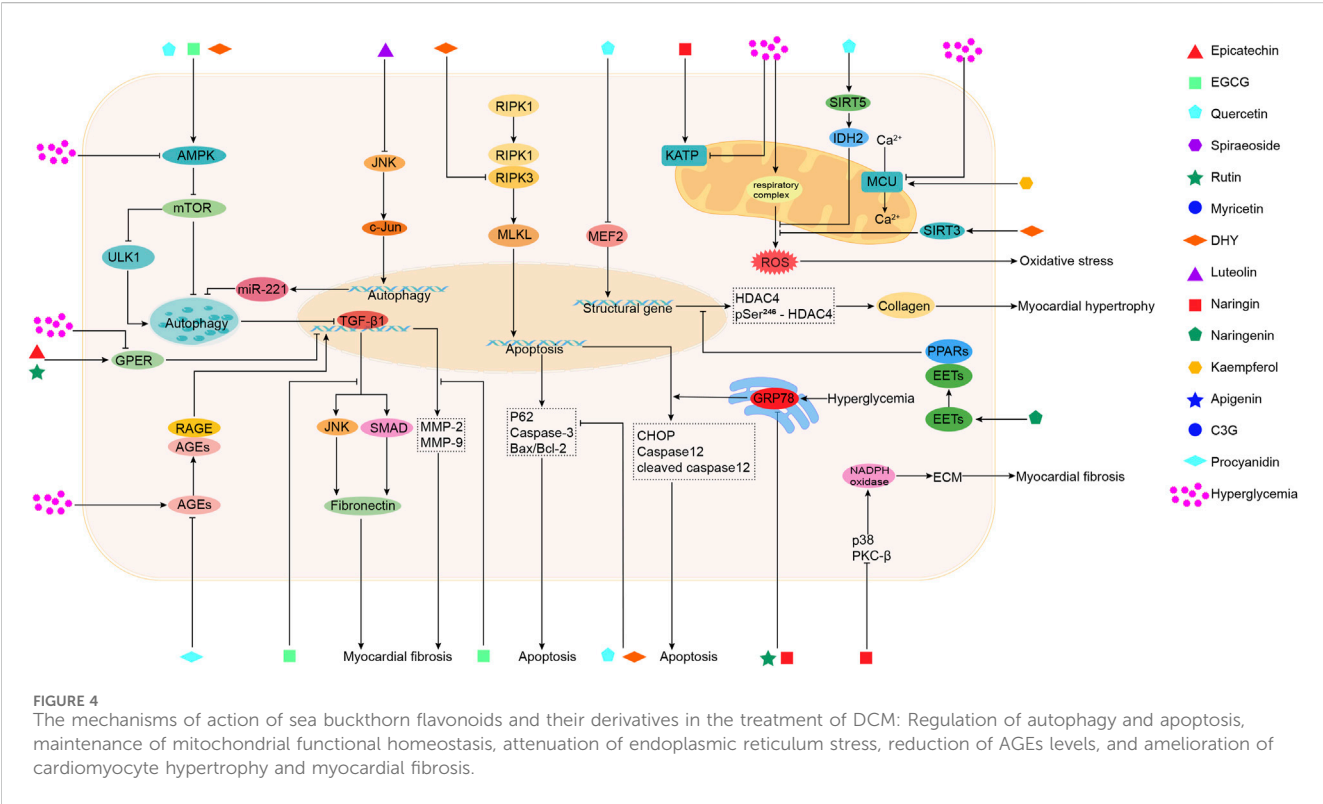 RIPK1
SIRT5
AMPK
JNK
RIPK1
RIPK3
KATP
IDH2
Ca²⁺
respiratory
complex
MCU
Ca²⁺
mTOR
c-Jun
MLKL
MEF2
SIRT3
ULK1
ROS
Oxidative stress
miR-221
Autophagy
Structural gene
HDAC4
pSer²⁴⁶ - HDAC4
Collagen
Myocardial hypertrophy
Autophagy
TGF-β1
Apoptosis
GPER
PPARs
EETs
EETs
GRP78
Hyperglycemia
RAGE
AGEs
JNK
SMAD
MMP-2
MMP-9
P62
Caspase-3
Bax/Bcl-2
CHOP
Caspase12
cleaved caspase12
NADPH
oxidase
ECM
Myocardial fibrosis
AGEs
Fibronectin
p38
PKC-β
Myocardial fibrosis
Apoptosis
Apoptosis
Epicatechin
EGCG
Quercetin
Spiraeoside
Rutin
Myricetin
DHY
Luteolin
Naringin
Naringenin
Kaempferol
Apigenin
C3G
Procyanidin
Hyperglycemia
FIGURE 4
The mechanisms of action of sea buckthorn flavonoids and their derivatives in the treatment of DCM: Regulation of autophagy and apoptosis,
maintenance of mitochondrial functional homeostasis, attenuation of endoplasmic reticulum stress, reduction of AGEs levels, and amelioration of
cardiomyocyte hypertrophy and myocardial fibrosis.